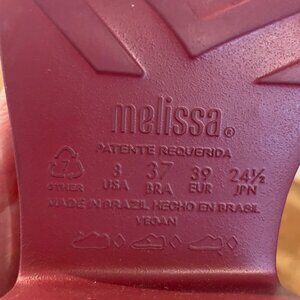 melissa®
PATENTE REQUERIDA
7 8 37 39 24½
OTHER USA BRA EUR JPN
MADE IN BRAZIL HECHO EN BRASIL
VEGAN